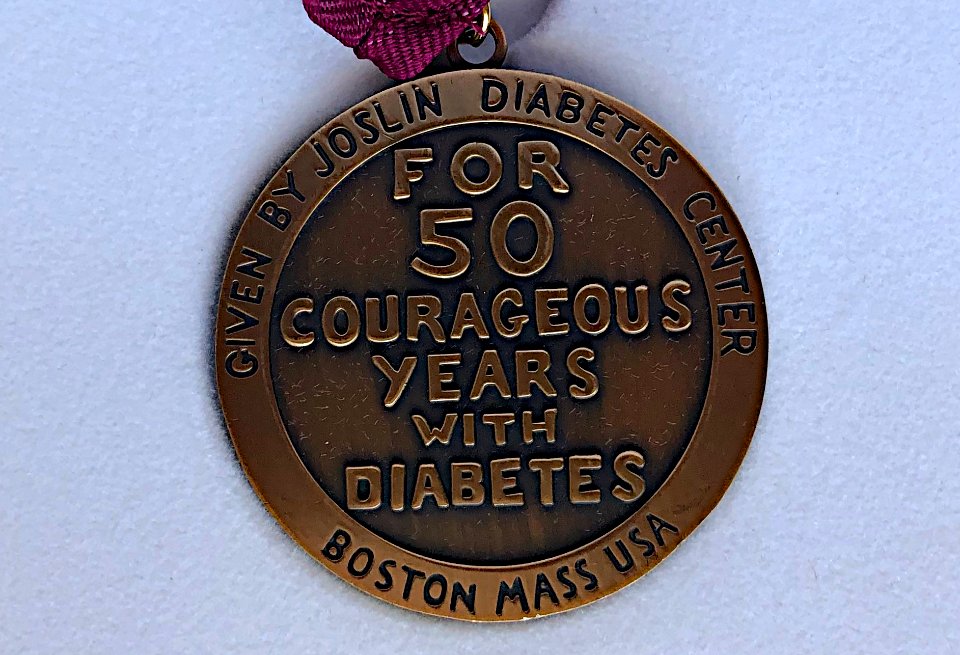 GIVEN BY JOSLIN DIABETES CENTER
FOR
50
COURAGEOUS
YEARS
WITH
DIABETES
BOSTON MASS USA